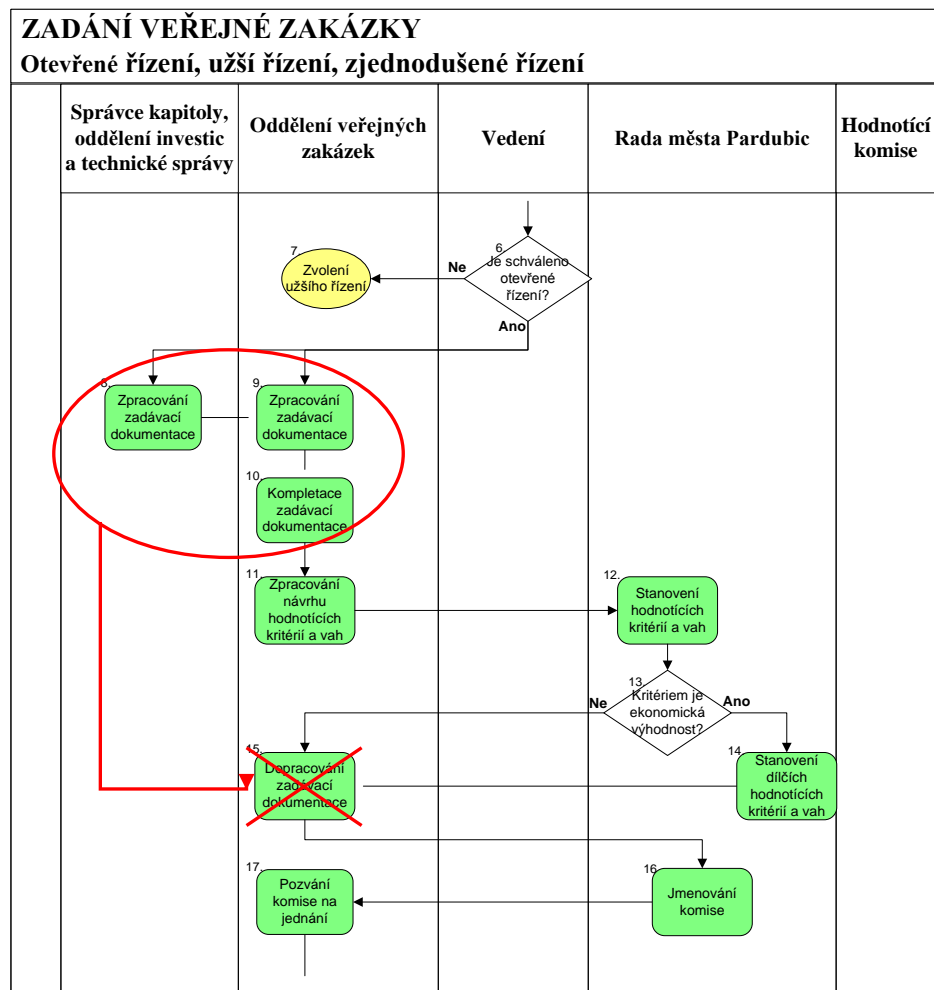 ZADÁNÍ VEŘEJNÉ ZAKÁZKY
Otevřené řízení, užší řízení, zjednodušené řízení
Správce kapitoly,
oddělení investic
a technické správy
Oddělení veřejných
zakázek
Vedení
Rada města Pardubic
Hodnotící
komise
6.
Je schváleno
otevřené
řízení?
Ne
Ano
7.
Zvolení
užšího řízení
8.
Zpracování
zadávací
dokumentace
9.
Zpracování
zadávací
dokumentace
10.
Kompletace
zadávací
dokumentace
11.
Zpracování
návrhu
hodnotících
kritérií a vah
12.
Stanovení
hodnotících
kritérií a vah
13.
Kritériem je
ekonomická
výhodnost?
Ne
Ano
15.
Dopracování
zadávací
dokumentace
14.
Stanovení
dílčích
hodnotících
kritérií a vah
17.
Pozvání
komise na
jednání
16.
Jmenování
komise